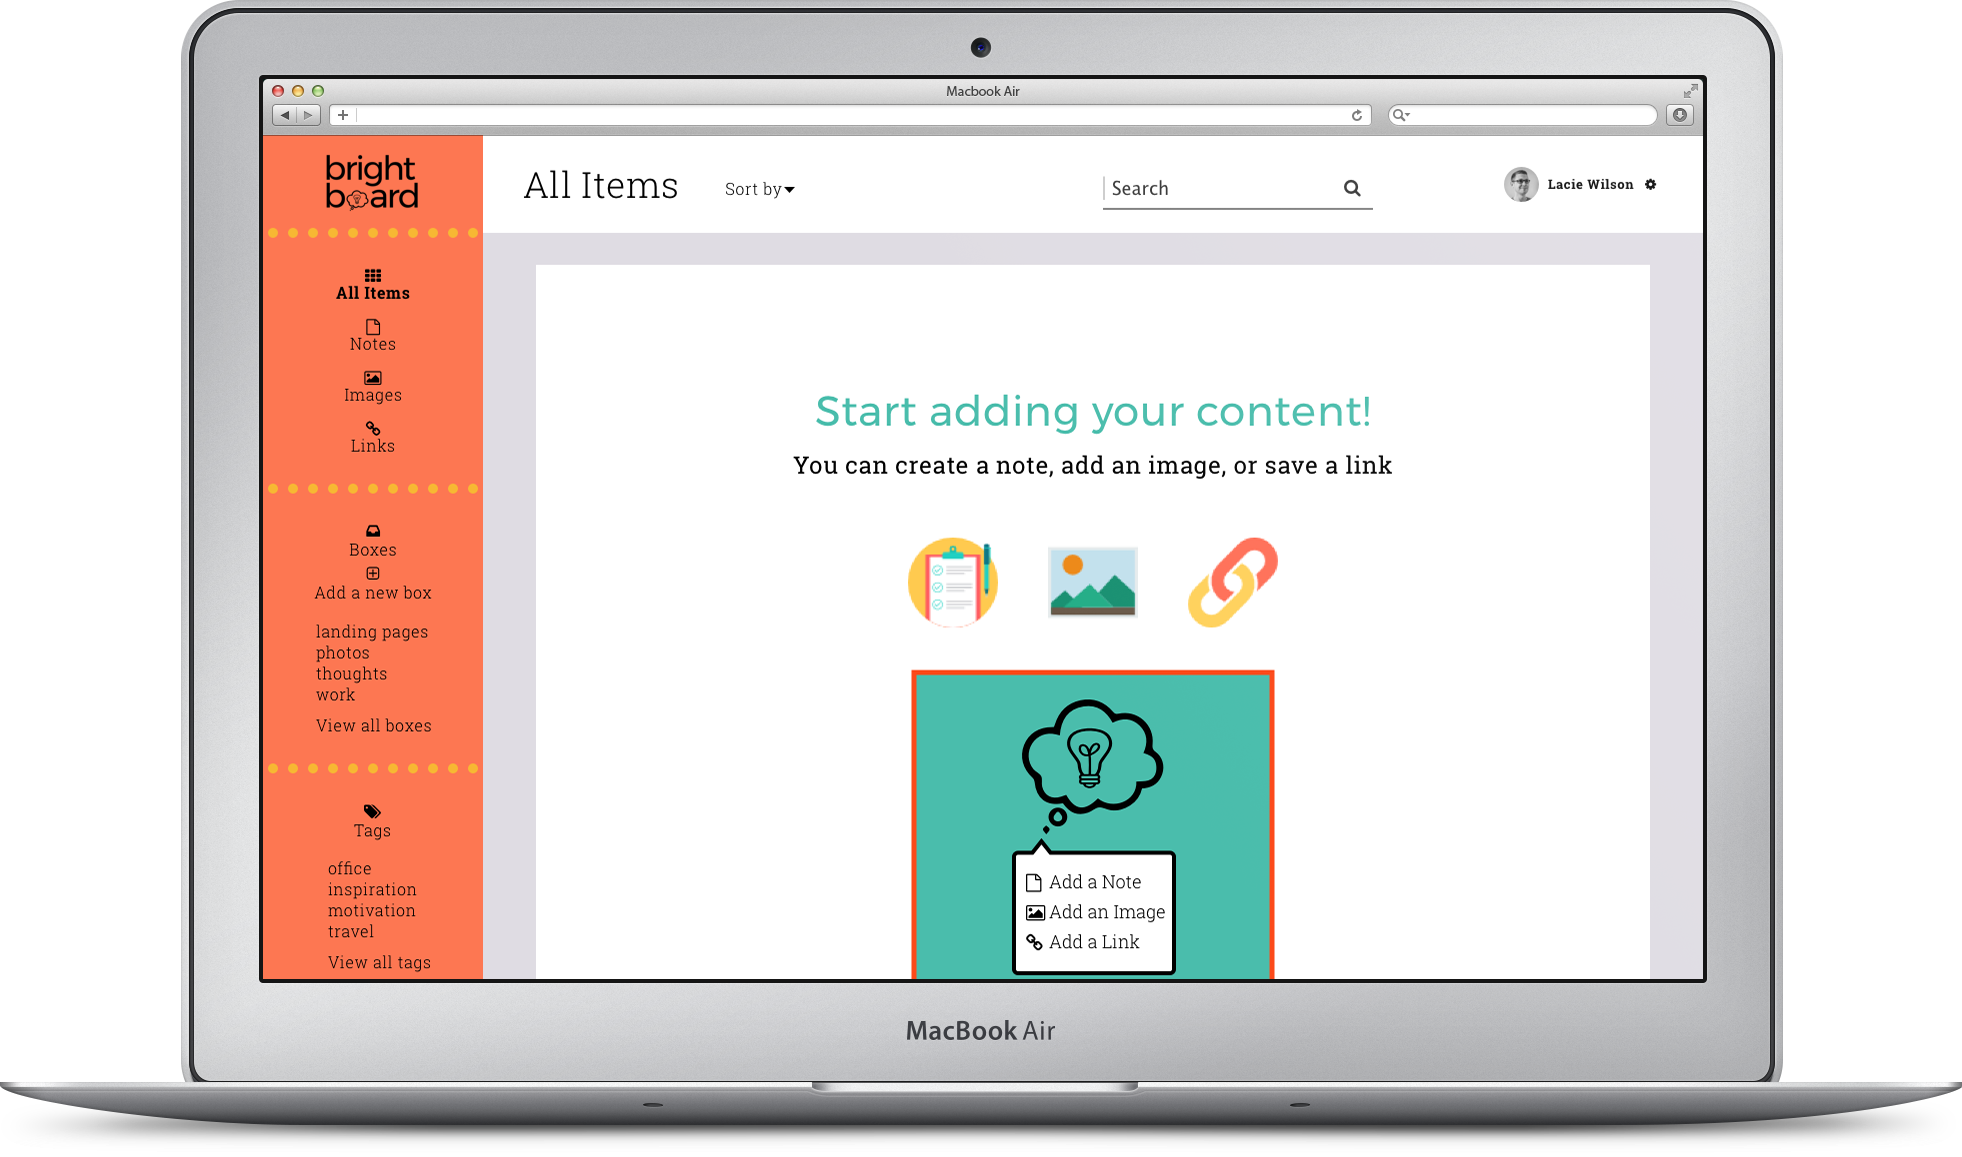 Macbook Air
bright
board
All Items
Sort by
Search
Lacie Wilson
All Items
Notes
Images
Links
Boxes
Add a new box
landing pages
photos
thoughts
work
View all boxes
Tags
office
inspiration
motivation
travel
View all tags
Start adding your content!
You can create a note, add an image, or save a link
Add a Note
Add an Image
Add a Link
MacBook Air